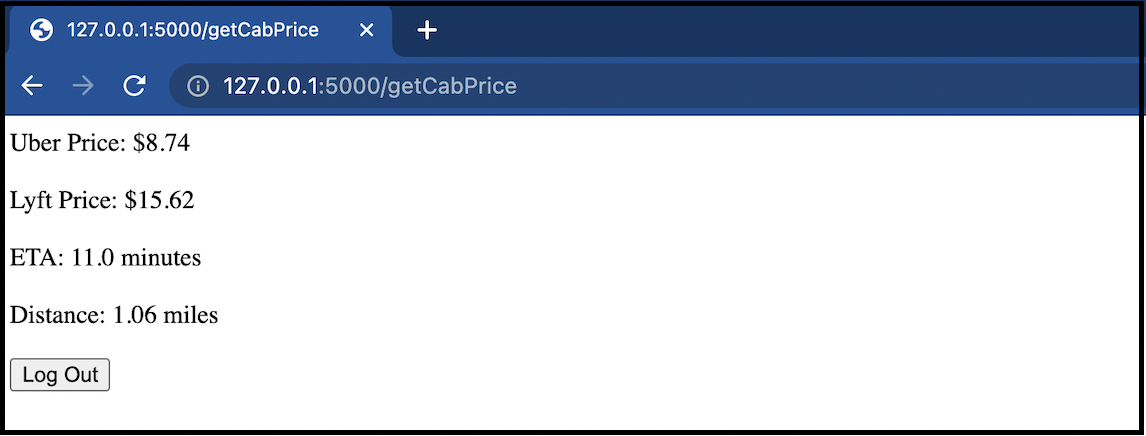 127.0.0.1:5000/getCabPrice
127.0.0.1:5000/getCabPrice
Uber Price: $8.74
Lyft Price: $15.62
ETA: 11.0 minutes
Distance: 1.06 miles
Log Out